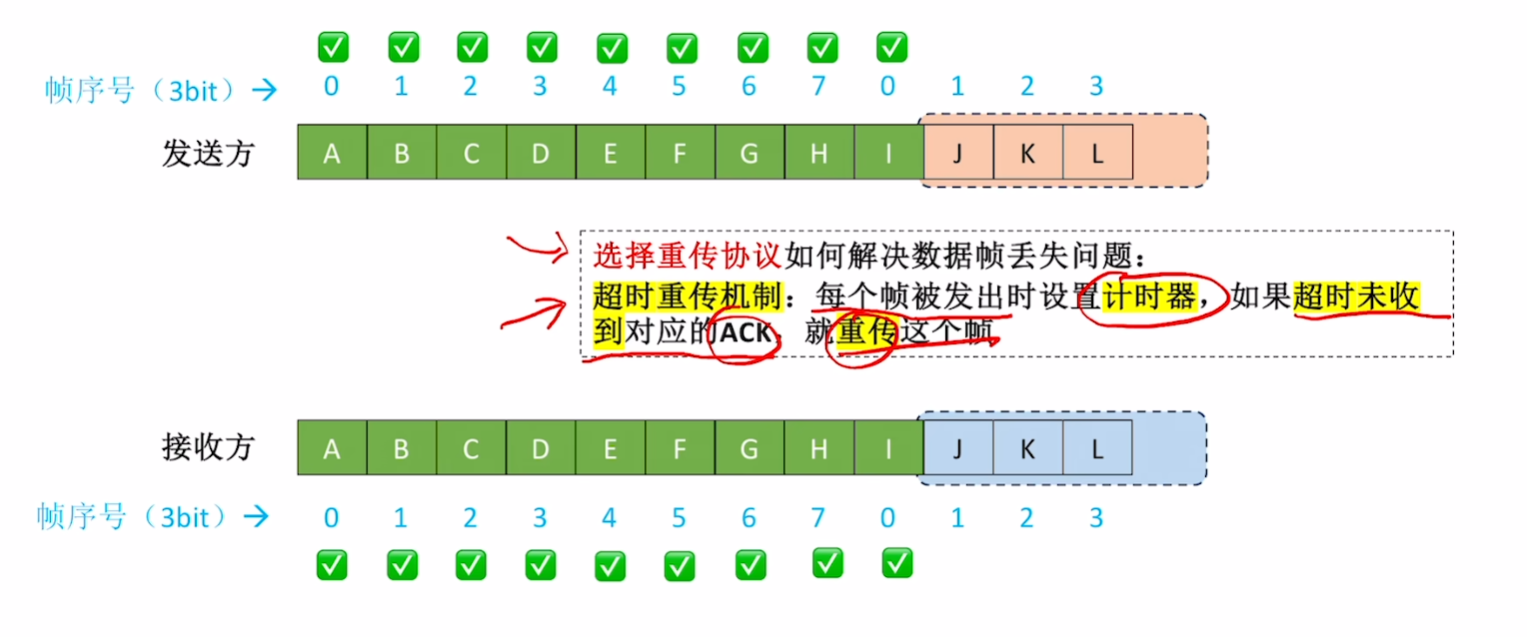 帧序号（3bit）→ 0 1 2 3 4 5 6 7 0 1 2 3
发送方 A B C D E F G H I J K L
选择重传协议如何解决数据帧丢失问题：
超时重传机制：每个帧被发出时设置计时器，如果超时未收
到对应的ACK，就重传这个帧
接收方 A B C D E F G H I J K L
帧序号（3bit）→ 0 1 2 3 4 5 6 7 0 1 2 3